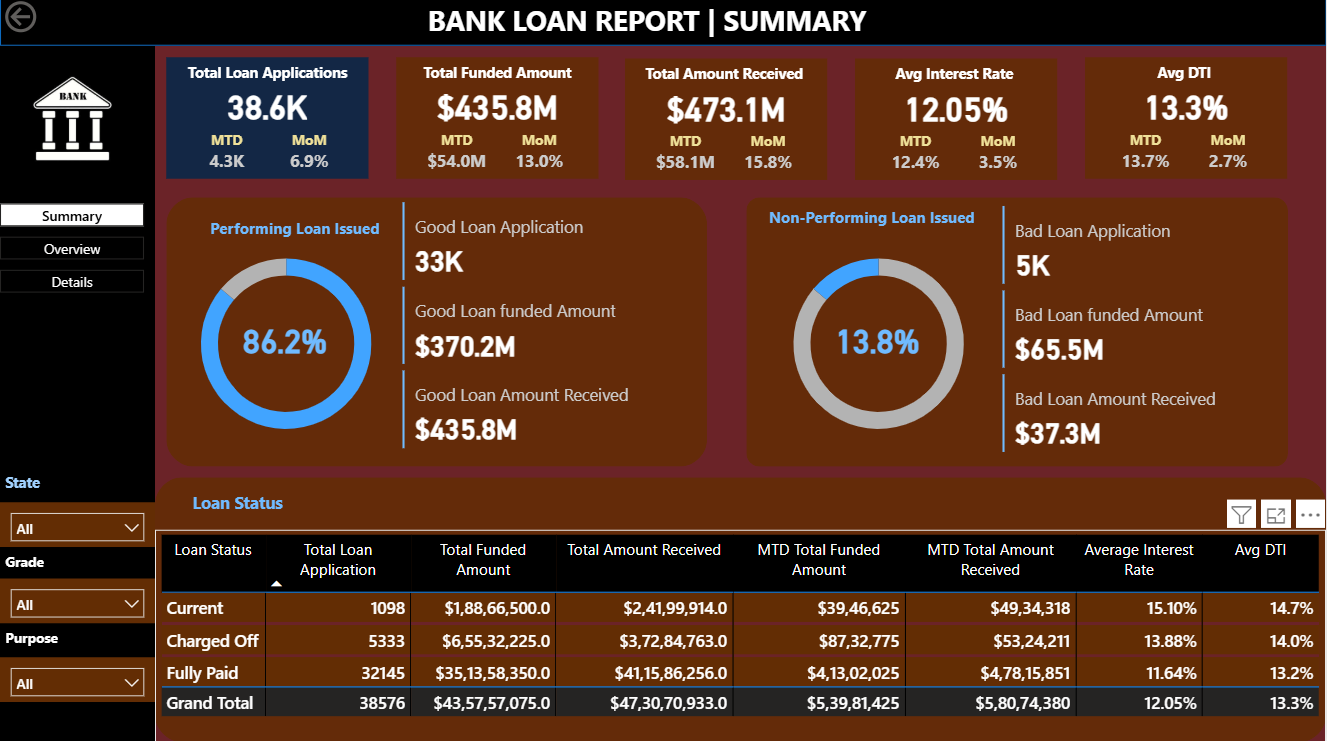 BANK LOAN REPORT | SUMMARY
BANK
Summary
Overview
Details
Total Loan Applications
38.6K
MTD MoM
4.3K 6.9%
Total Funded Amount
$435.8M
MTD MoM
$54.0M 13.0%
Total Amount Received
$473.1M
MTD MoM
$58.1M 15.8%
Avg Interest Rate
12.05%
MTD MoM
12.4% 3.5%
Avg DTI
13.3%
MTD MoM
13.7% 2.7%
Performing Loan Issued
86.2%
Good Loan Application
33K
Good Loan funded Amount
$370.2M
Good Loan Amount Received
$435.8M
Non-Performing Loan Issued
13.8%
Bad Loan Application
5K
Bad Loan funded Amount
$65.5M
Bad Loan Amount Received
$37.3M
State
All
Grade
All
Purpose
All
Loan Status
Loan Status Total Loan Application Total Funded Amount Total Amount Received MTD Total Funded Amount MTD Total Amount Received Average Interest Rate Avg DTI
Current 1098 $1,88,66,500.0 $2,41,99,914.0 $39,46,625 $49,34,318 15.10% 14.7%
Charged Off 5333 $6,55,32,225.0 $3,72,84,763.0 $87,32,775 $53,24,211 13.88% 14.0%
Fully Paid 32145 $35,13,58,350.0 $41,15,86,256.0 $4,13,02,025 $4,78,15,851 11.64% 13.2%
Grand Total 38576 $43,57,57,075.0 $47,30,70,933.0 $5,39,81,425 $5,80,74,380 12.05% 13.3%